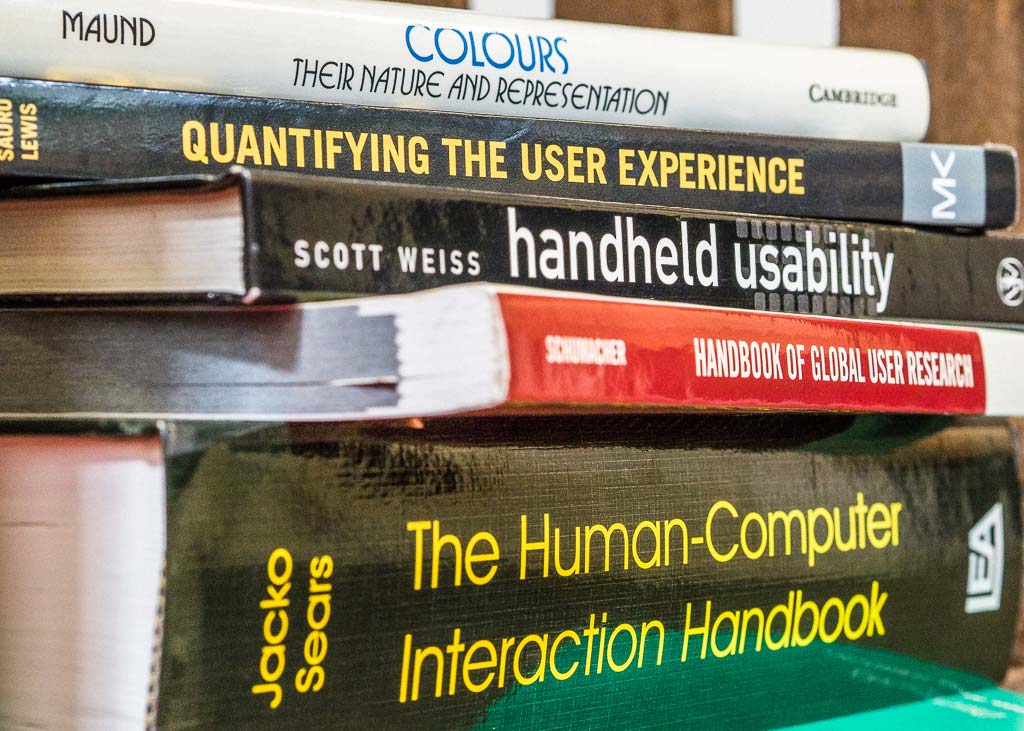 MAUND
COLOURS
THEIR NATURE AND REPRESENTATION
CAMBRIDGE
SAURO
LEWIS
QUANTIFYING THE USER EXPERIENCE
MK
SCOTT WEISS
handheld usability
SCHUMACHER
HANDBOOK OF GLOBAL USER RESEARCH
Jacko
Sears
The Human-Computer
Interaction Handbook
LEA